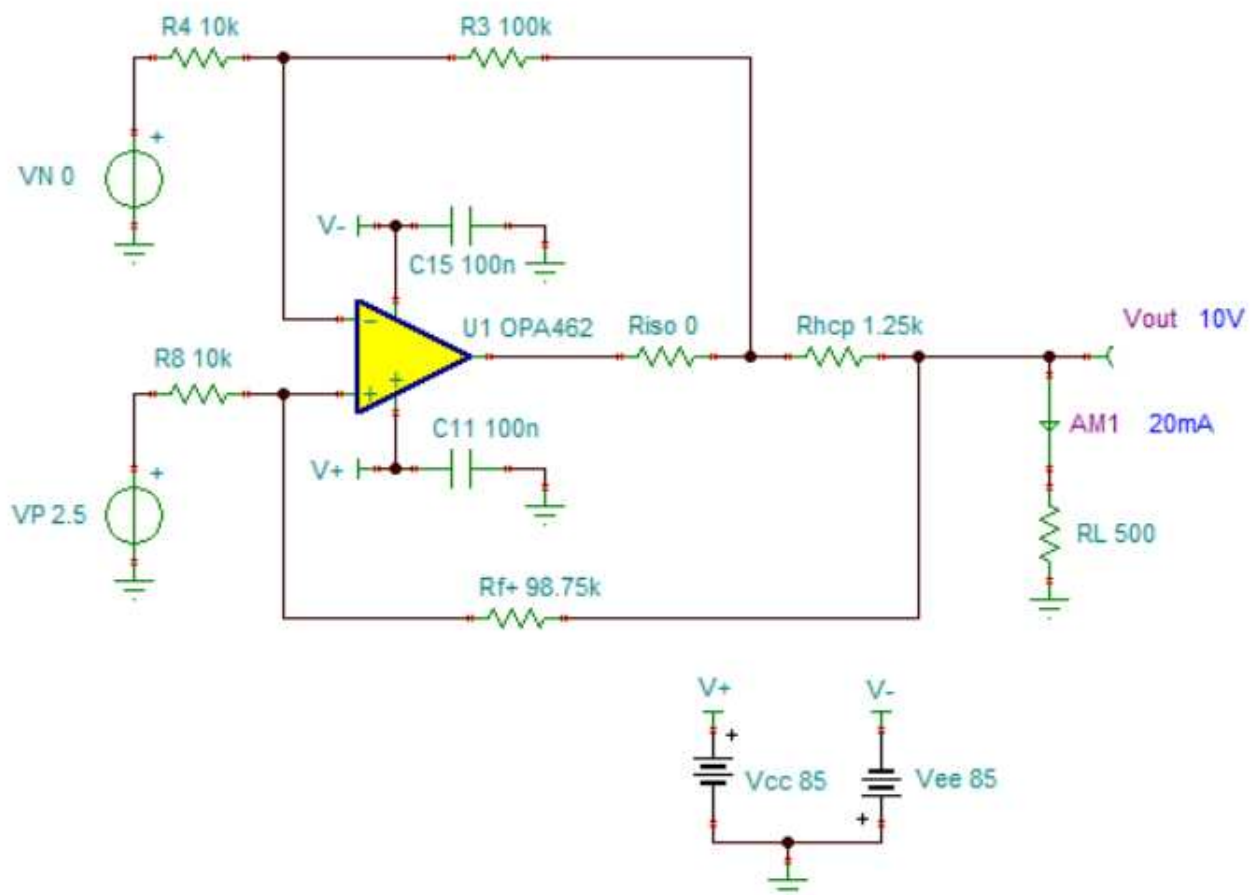 R4 10k
R3 100k
VN 0
V-
C15 100n
U1 OPA462
Riso 0
Rhcp 1.25k
Vout 10V
R8 10k
C11 100n
V+
AM1 20mA
VP 2.5
RL 500
Rf+ 98.75k
V+
V-
Vcc 85
Vee 85